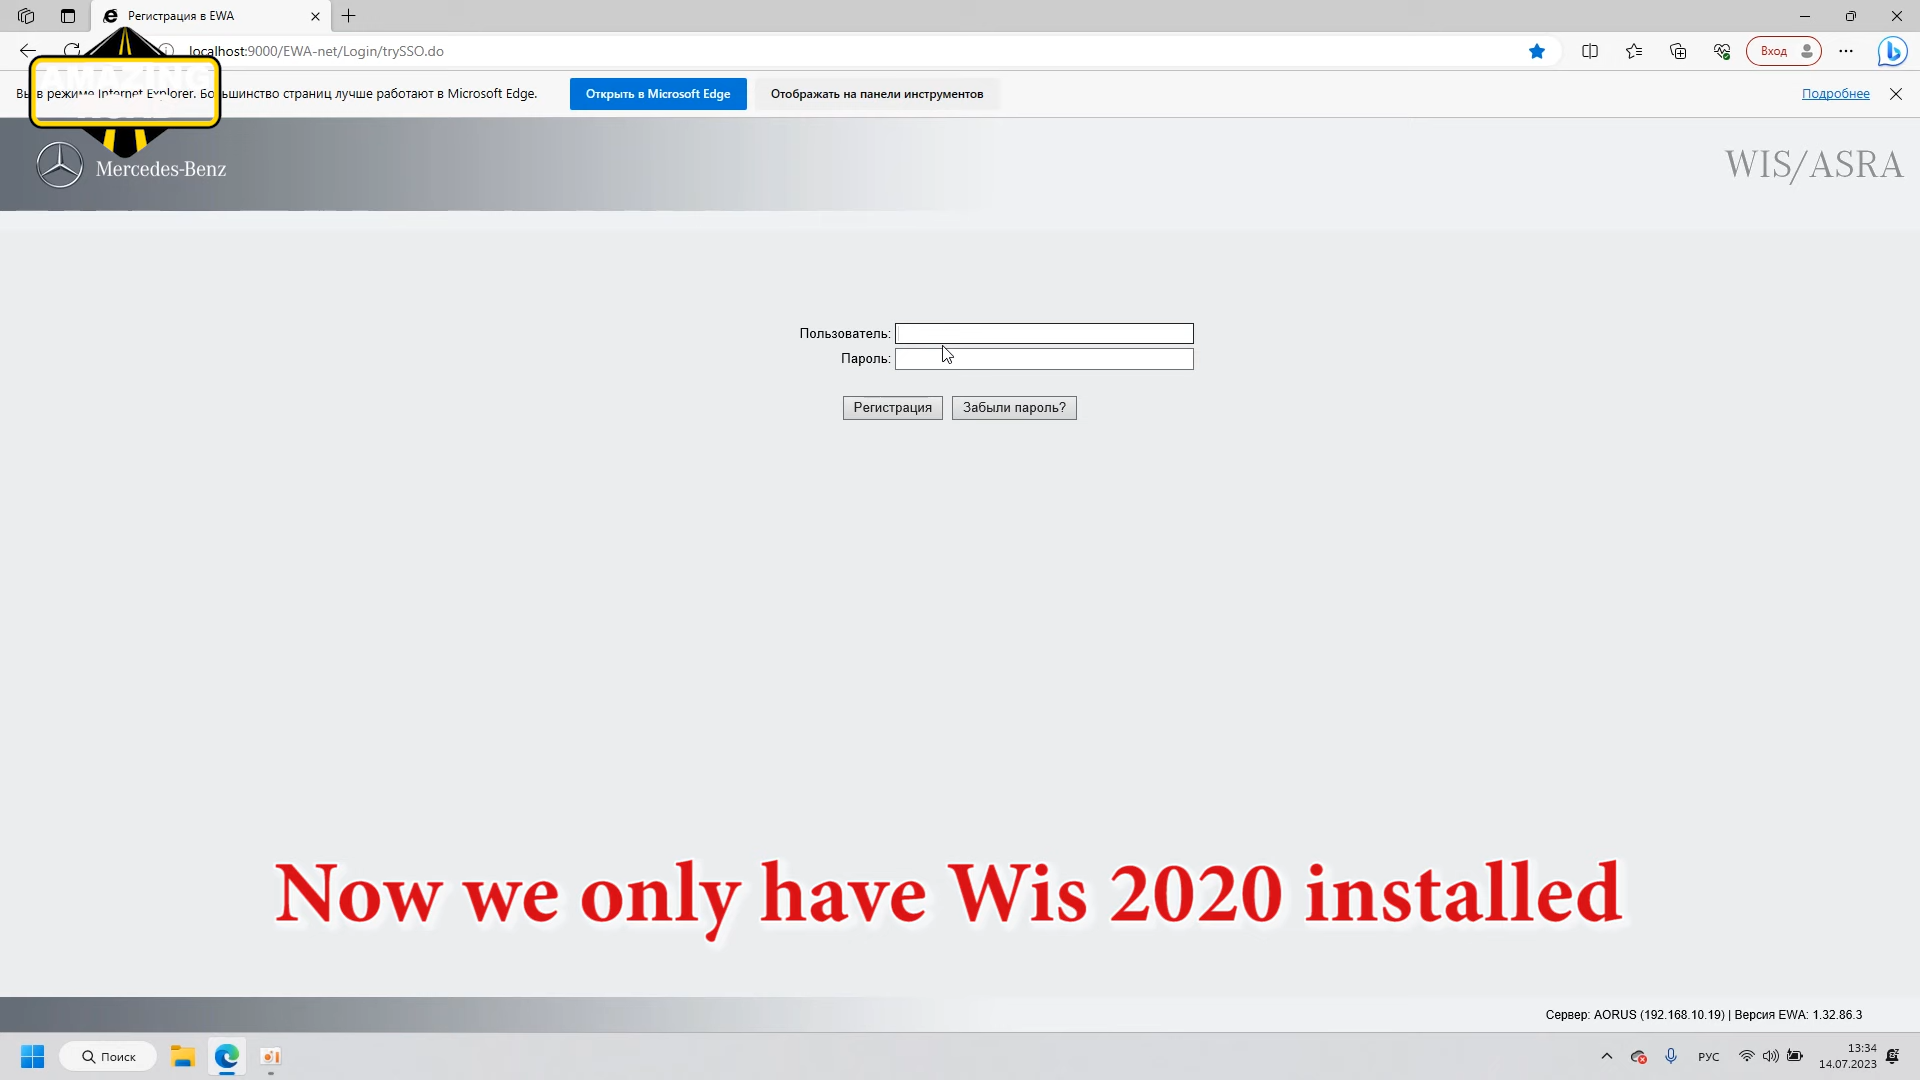 Регистрация в EWA
localhost:9000/EWA-net/Login/trySSO.do
Вход
AMAZING
Вы в режиме Internet Explorer. Большинство страниц лучше работают в Microsoft Edge.
Открыть в Microsoft Edge
Отображать на панели инструментов
Подробнее
Mercedes-Benz
WIS/ASRA
Пользователь:
Пароль:
Регистрация
Забыли пароль?
Now we only have Wis 2020 installed
Сервер: AORUS (192.168.10.19) | Версия EWA: 1.32.86.3
Поиск
РУС
13:34
14.07.2023